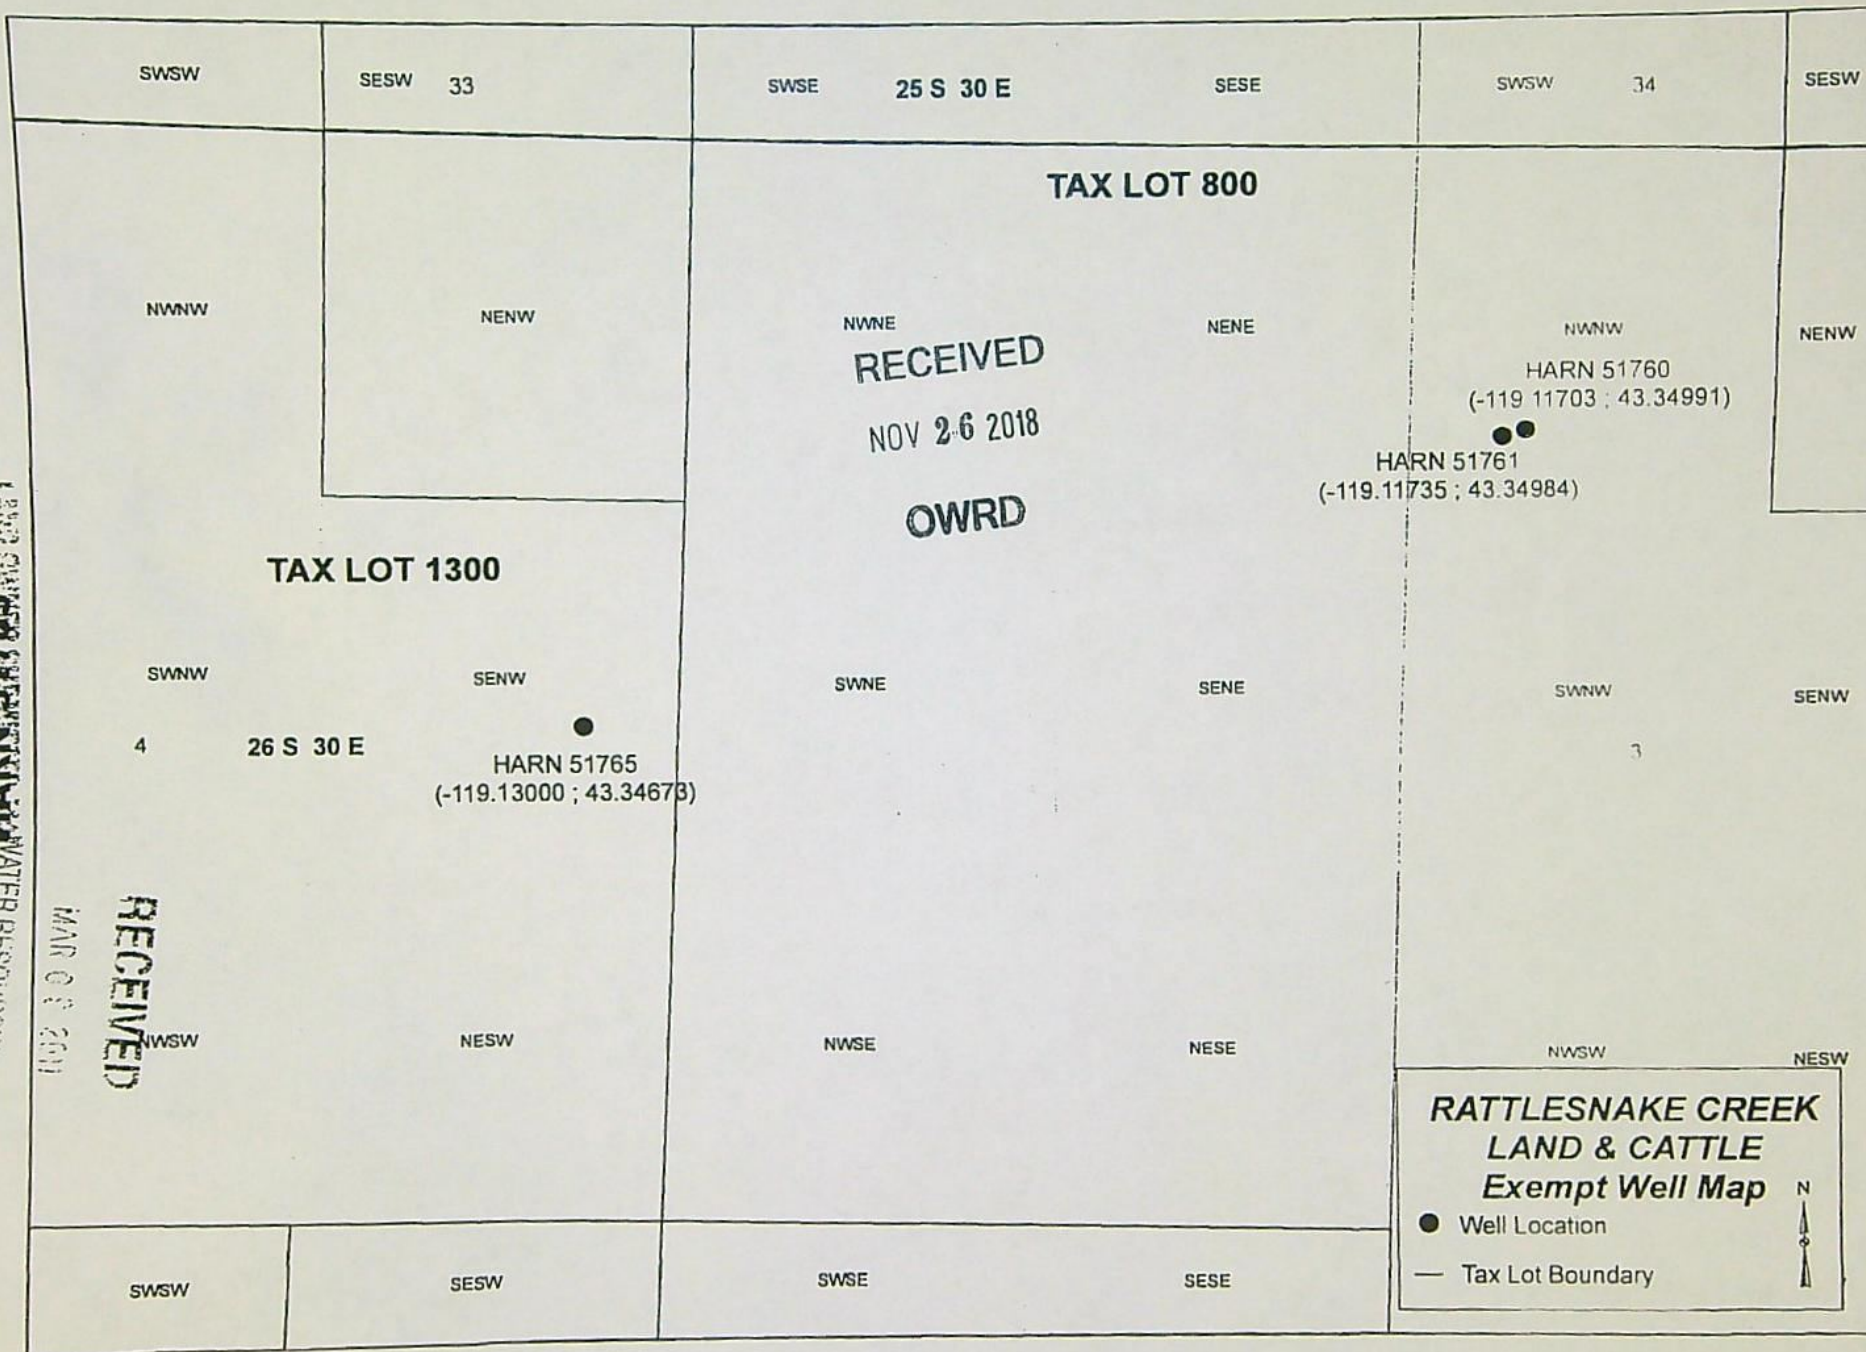 SWSW
SESW 33
SWSE 25 S 30 E SESE
SWSW 34
SESW
TAX LOT 800
NWNW
NENW
NWNE
NENE
NWNW
NENW
RECEIVED
NOV 26 2018
OWRD
HARN 51760
(-119 11703 ; 43.34991)
HARN 51761
(-119.11735 ; 43.34984)
TAX LOT 1300
SWNW
SENW
SWNE
SENE
SWNW
SENW
4 26 S 30 E
3
HARN 51765
(-119.13000 ; 43.34673)
RECEIVED
MAR 0
NWSW
NESW
NWSE
NESE
NWSW
NESW
RATTLESNAKE CREEK
LAND & CATTLE
Exempt Well Map
N
Well Location
Tax Lot Boundary
SWSW
SESW
SWSE
SESE